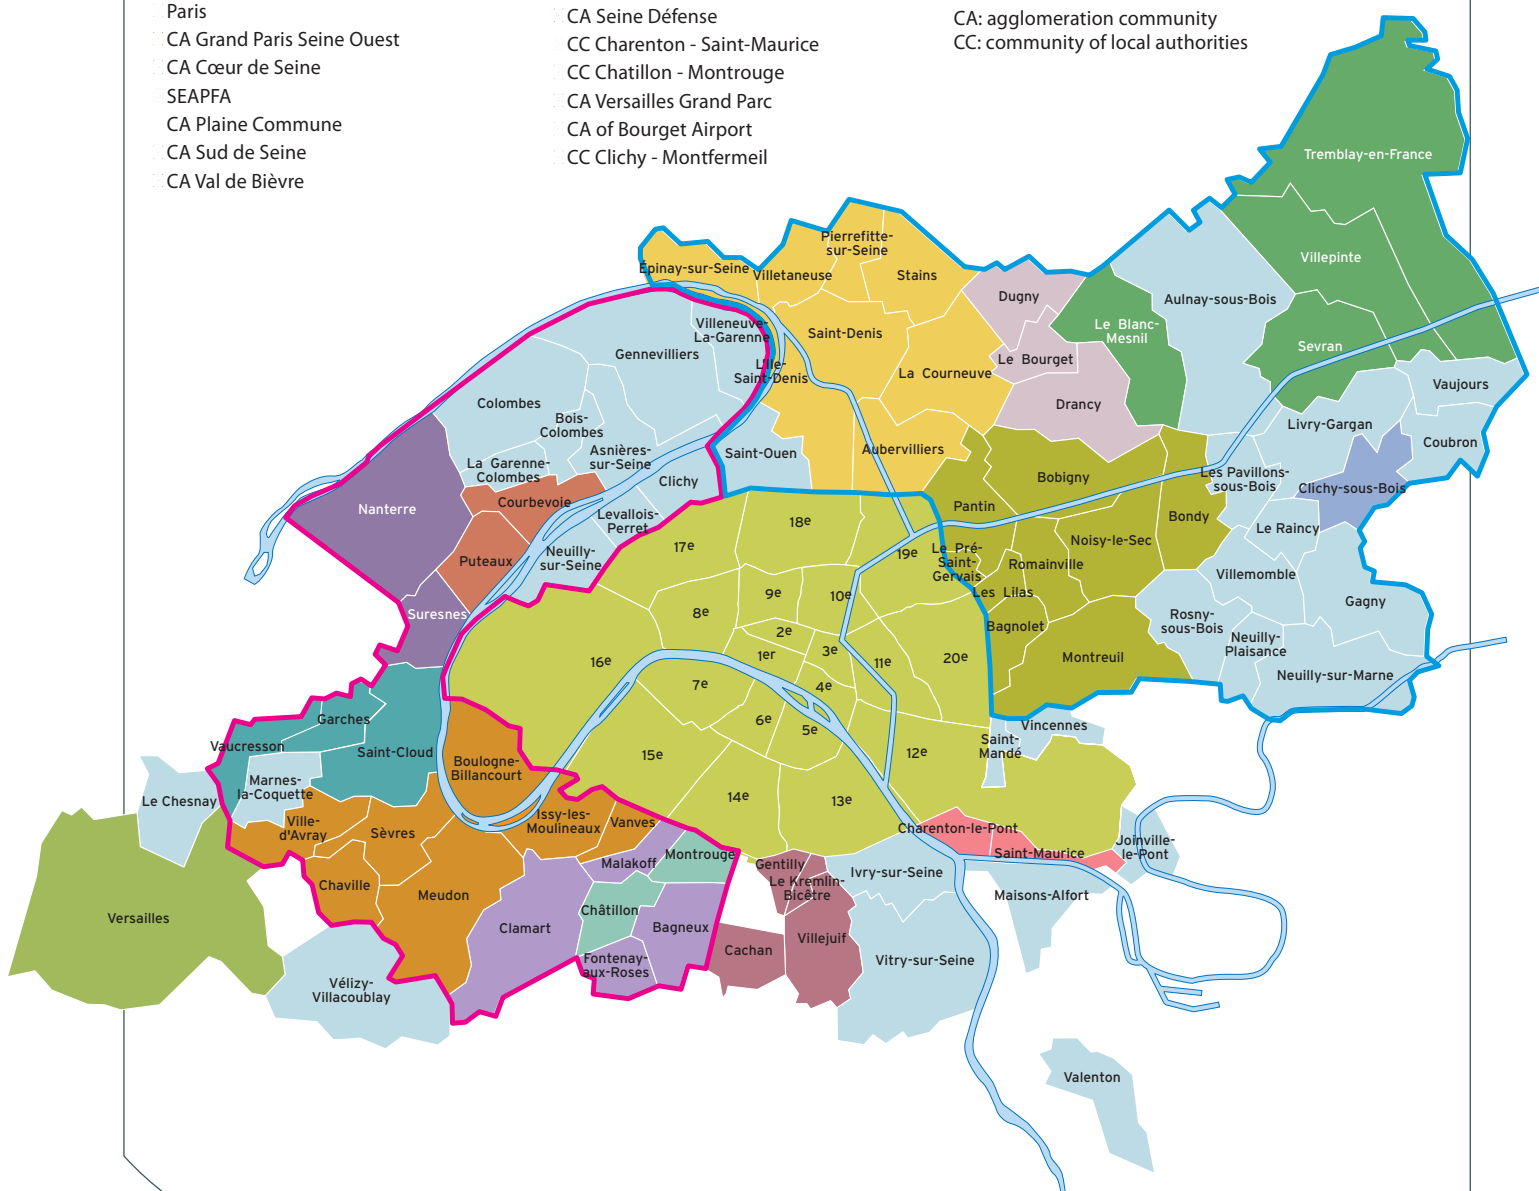 Paris
CA Grand Paris Seine Ouest
CA Cœur de Seine
SEAPFA
CA Plaine Commune
CA Sud de Seine
CA Val de Bièvre
CA Seine Défense
CC Charenton - Saint-Maurice
CC Chatillon - Montrouge
CA Versailles Grand Parc
CA of Bourget Airport
CC Clichy - Montfermeil
CA: agglomeration community
CC: community of local authorities
Tremblay-en-France
Villepinte
Aulnay-sous-Bois
Sevran
Le Blanc-
Mesnil
Vaujours
Livry-Gargan
Coubron
Clichy-sous-Bois
Les Pavillons-
sous-Bois
Le Raincy
Villemomble
Gagny
Rosny-
sous-Bois
Neuilly-
Plaisance
Neuilly-sur-Marne
Pierrefitte-
sur-Seine
Épinay-sur-Seine
Villetaneuse
Stains
Dugny
Saint-Denis
Le Bourget
La Courneuve
Drancy
L'Ile-
Saint-Denis
Aubervilliers
Saint-Ouen
Bobigny
Pantin
Bondy
Noisy-le-Sec
Le Pré-
Saint-
Gervais
Romainville
Les Lilas
Bagnolet
Montreuil
Villeneuve-
La-Garenne
Gennevilliers
Colombes
Bois-
Colombes
Asnières-
sur-Seine
La Garenne-
Colombes
Clichy
Courbevoie
Levallois-
Perret
Nanterre
Puteaux
Neuilly-
sur-Seine
Suresnes
18e
17e
19e
9e
10e
8e
2e
3e
1er
11e
20e
16e
7e
4e
6e
5e
15e
12e
14e
13e
Vincennes
Saint-
Mandé
Garches
Vaucresson
Saint-Cloud
Marnes-
la-Coquette
Le Chesnay
Boulogne-
Billancourt
Ville-
d'Avray
Sèvres
Issy-les-
Moulineaux
Vanves
Chaville
Meudon
Malakoff
Montrouge
Versailles
Clamart
Châtillon
Bagneux
Fontenay-
aux-Roses
Vélizy-
Villacoublay
Gentilly
Le Kremlin-
Bicêtre
Cachan
Villejuif
Ivry-sur-Seine
Vitry-sur-Seine
Charenton-le-Pont
Saint-Maurice
Joinville-
le-Pont
Maisons-Alfort
Valenton